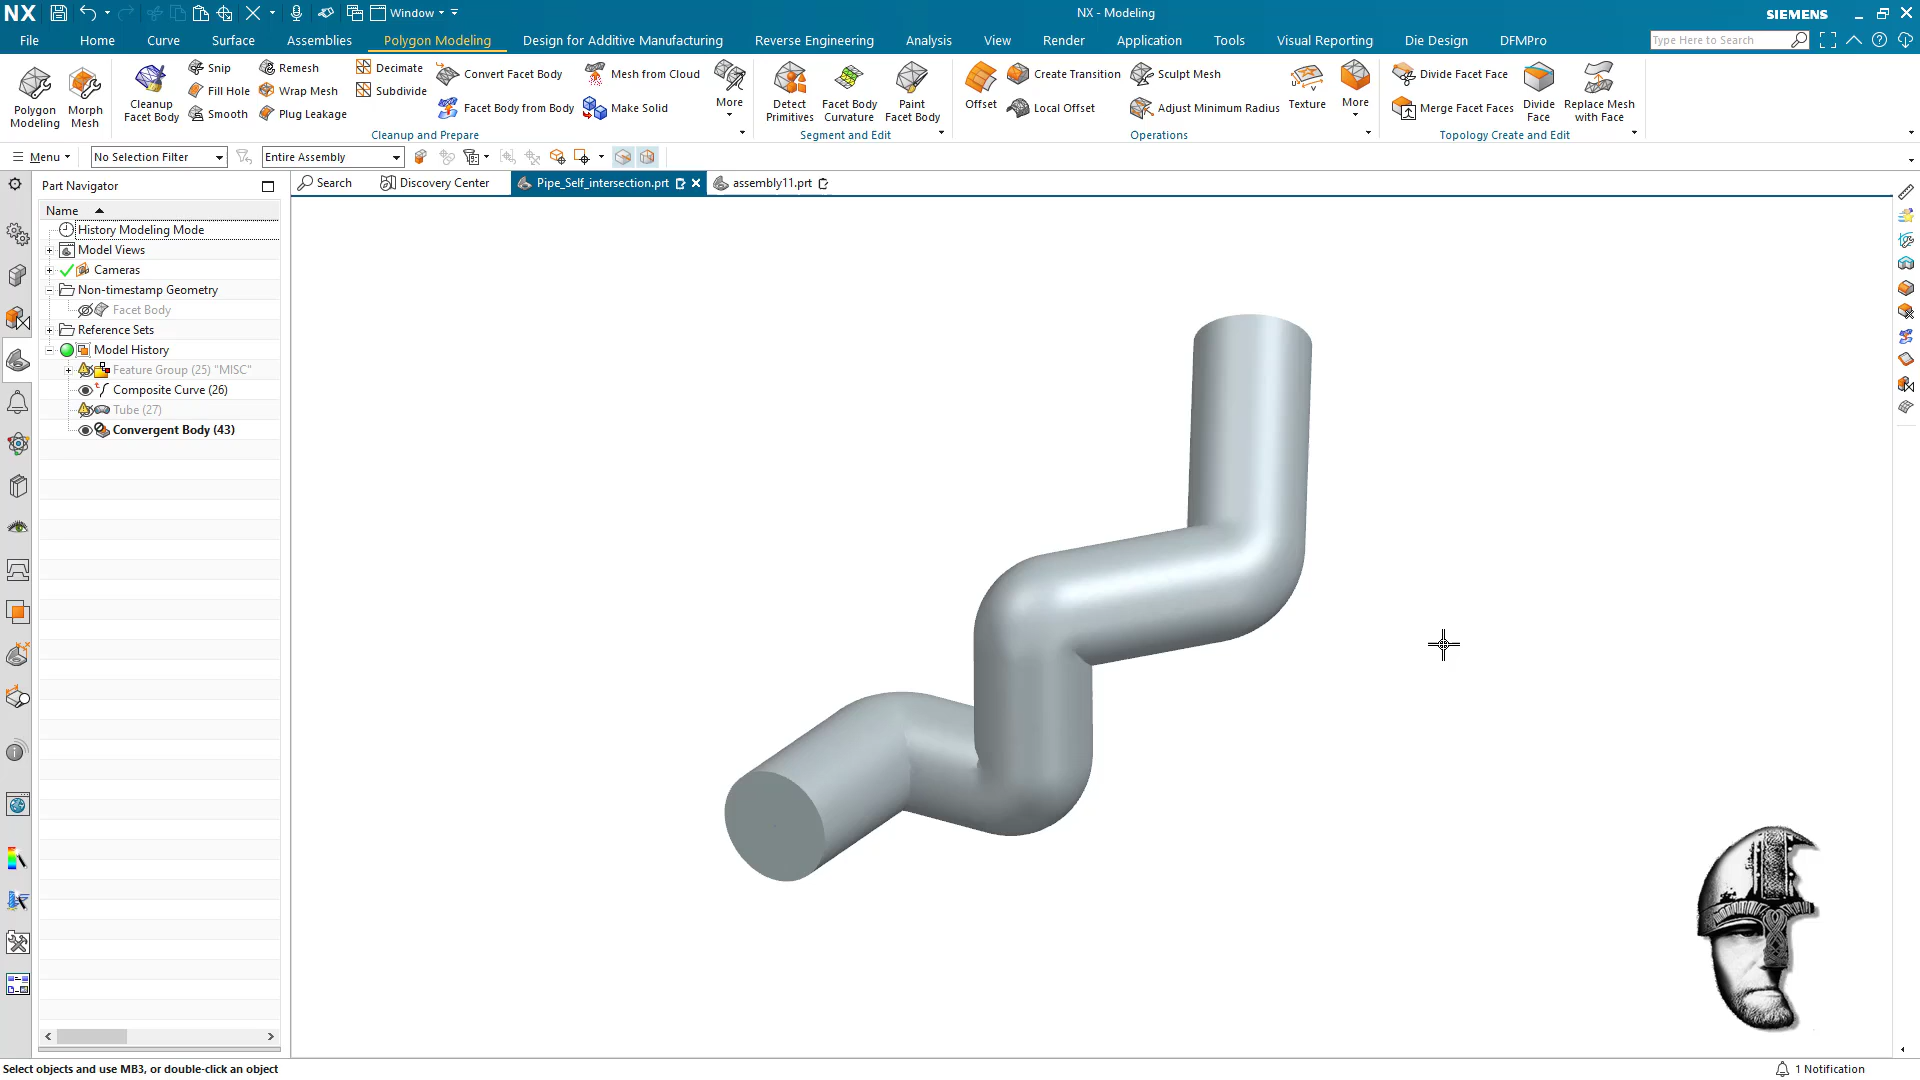 NX
Window
NX - Modeling
SIEMENS
File
Home
Curve
Surface
Assemblies
Polygon Modeling
Design for Additive Manufacturing
Reverse Engineering
Analysis
View
Render
Application
Tools
Visual Reporting
Die Design
DFMPro
Type Here to Search
Polygon
Modeling
Morph
Mesh
Cleanup
Facet Body
Snip
Fill Hole
Smooth
Remesh
Wrap Mesh
Plug Leakage
Decimate
Subdivide
Convert Facet Body
Facet Body from Body
Mesh from Cloud
Make Solid
More
Cleanup and Prepare
Detect
Primitives
Facet Body
Curvature
Paint
Facet Body
Segment and Edit
Offset
Create Transition
Local Offset
Sculpt Mesh
Adjust Minimum Radius
Texture
More
Operations
Divide Facet Face
Merge Facet Faces
Divide
Face
Replace Mesh
with Face
Topology Create and Edit
Menu
No Selection Filter
Entire Assembly
Part Navigator
Search
Discovery Center
Pipe_Self_intersection.prt
assembly11.prt
Name
History Modeling Mode
Model Views
Cameras
Non-timestamp Geometry
Facet Body
Reference Sets
Model History
Feature Group (25) "MISC"
Composite Curve (26)
Tube (27)
Convergent Body (43)
Select objects and use MB3, or double-click an object
1 Notification